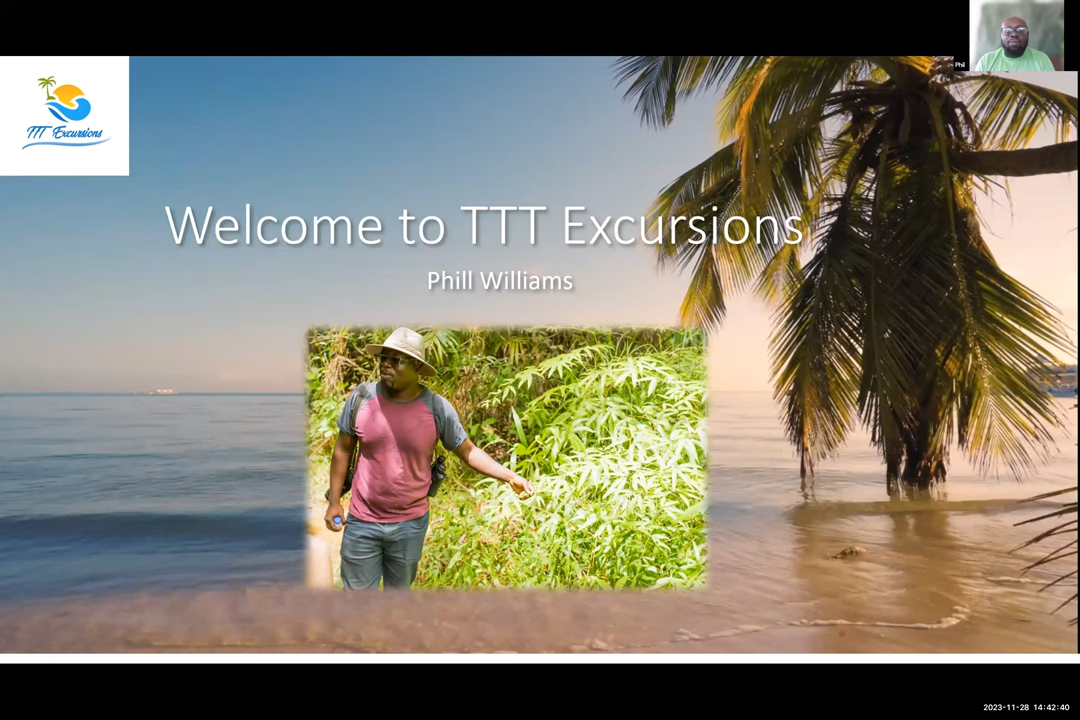 Phil
TTT Excursions
Welcome to TTT Excursions
Phill Williams
2023-11-28 14:42:40